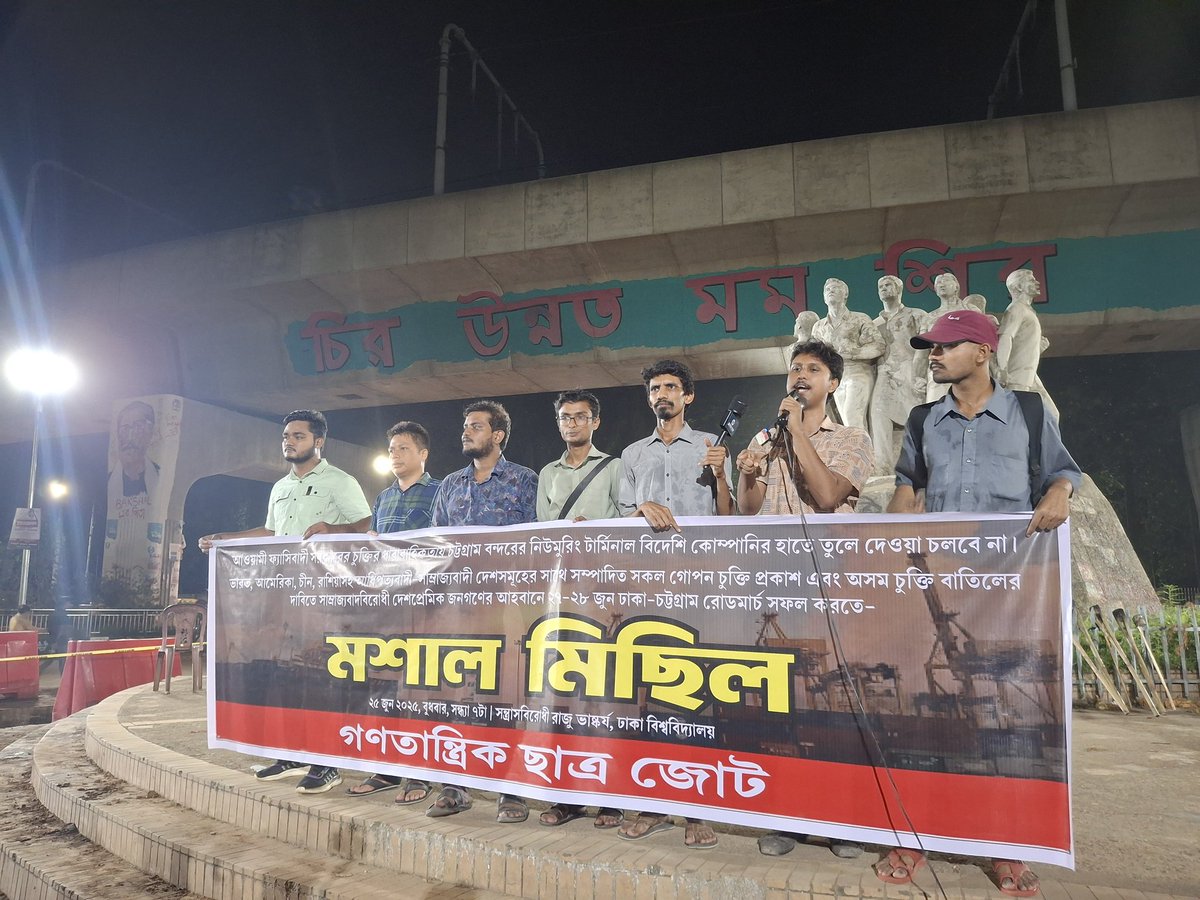 চির উন্নত মম শির
আওয়ামী ফ্যাসিবাদী সরকারের চুক্তির ধারাবাহিকতায় চট্টগ্রাম বন্দরের নিউমুরিং টার্মিনাল বিদেশি কোম্পানির হাতে তুলে দেওয়া চলবে না।
ভারত, আমেরিকা, চীন, রাশিয়াসহ আধিপত্যবাদী-সাম্রাজ্যবাদী দেশসমূহের সাথে সম্পাদিত সকল গোপন চুক্তি প্রকাশ এবং অসম চুক্তি বাতিলের
দাবিতে সাম্রাজ্যবাদবিরোধী দেশপ্রেমিক জনগণের আহবানে ২৭-২৮ জুন ঢাকা-চট্টগ্রাম রোডমার্চ সফল করতে-
মশাল মিছিল
২৫ জুন ২০২৫, বুধবার, সন্ধ্যা ৭টা | সন্ত্রাসবিরোধী রাজু ভাস্কর্য, ঢাকা বিশ্ববিদ্যালয়
গণতান্ত্রিক ছাত্র জোট